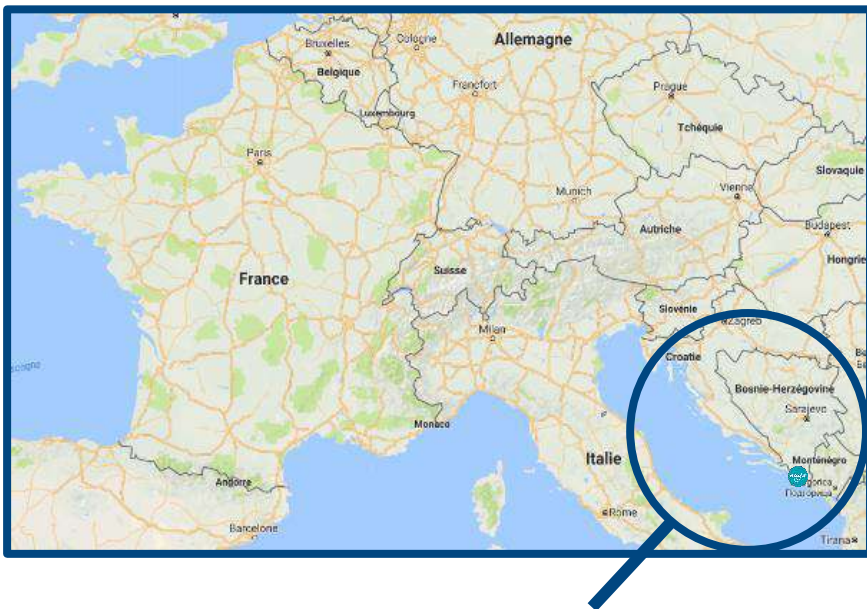 Bruxelles
Cologne
Allemagne
Belgique
Francfort
Prague
Luxembourg
Tchéquie
Paris
Slovaquie
Munich
Vienne
Budapest
Autriche
Hongrie
Suisse
France
Slovénie
Zagreb
Milan
Croatie
Bosnie-Herzégovine
Sarajevo
Monaco
Italie
Monténégro
Andorre
gorica
Подгорица
Rome
Barcelone
Tirana